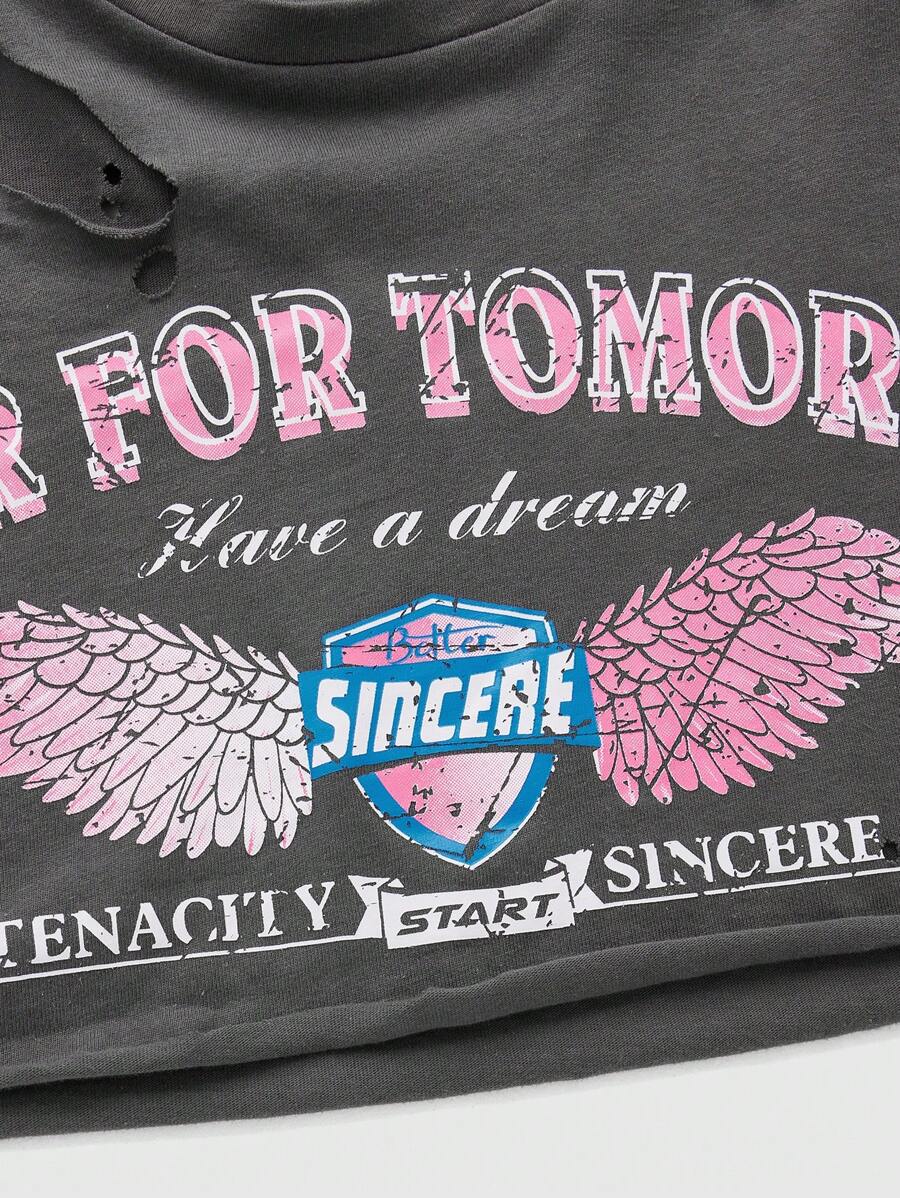 R FOR TOMOR
Have a dream
Better
SINCERE
TENACITY START SINCERE